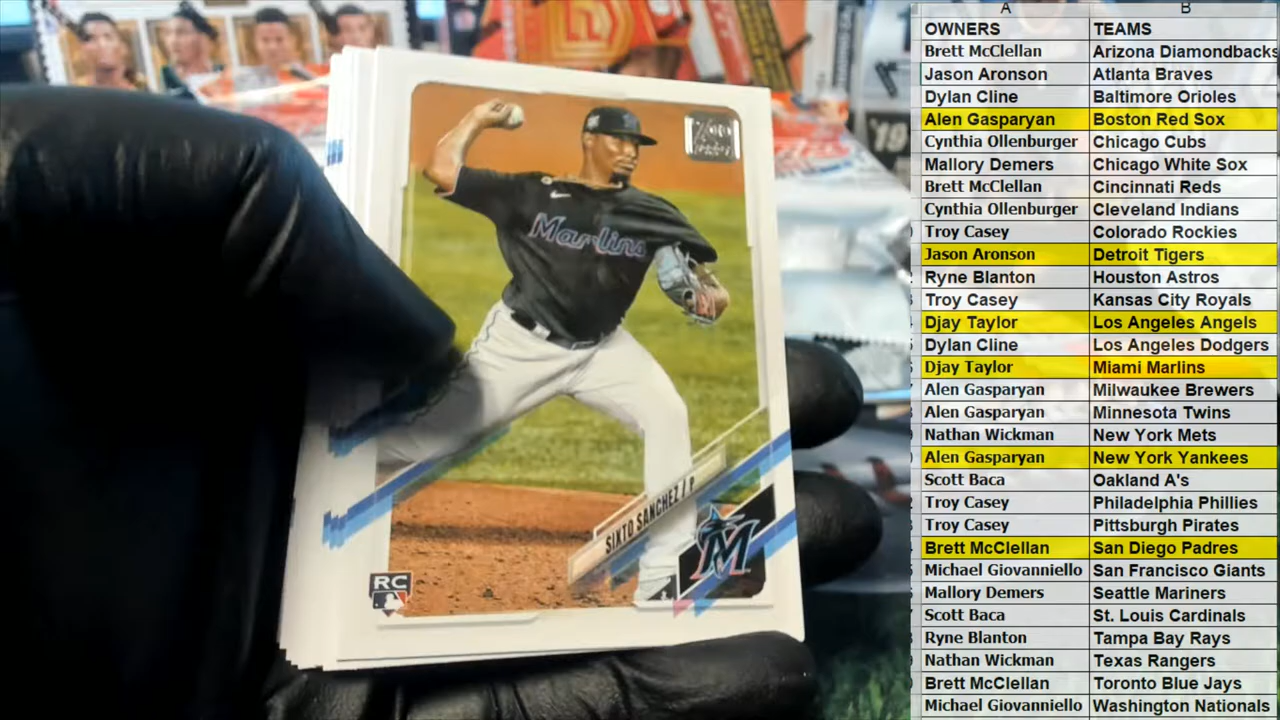 '19
70
Marlins
SIXTO SANCHEZ / P
M
RC
A B
OWNERS TEAMS
Brett McClellan Arizona Diamondbacks
Jason Aronson Atlanta Braves
Dylan Cline Baltimore Orioles
Alen Gasparyan Boston Red Sox
Cynthia Ollenburger Chicago Cubs
Mallory Demers Chicago White Sox
Brett McClellan Cincinnati Reds
Cynthia Ollenburger Cleveland Indians
Troy Casey Colorado Rockies
Jason Aronson Detroit Tigers
Ryne Blanton Houston Astros
Troy Casey Kansas City Royals
Djay Taylor Los Angeles Angels
Dylan Cline Los Angeles Dodgers
Djay Taylor Miami Marlins
Alen Gasparyan Milwaukee Brewers
Alen Gasparyan Minnesota Twins
Nathan Wickman New York Mets
Alen Gasparyan New York Yankees
Scott Baca Oakland A's
Troy Casey Philadelphia Phillies
Troy Casey Pittsburgh Pirates
Brett McClellan San Diego Padres
Michael Giovanniello San Francisco Giants
Mallory Demers Seattle Mariners
Scott Baca St. Louis Cardinals
Ryne Blanton Tampa Bay Rays
Nathan Wickman Texas Rangers
Brett McClellan Toronto Blue Jays
Michael Giovanniello Washington Nationals